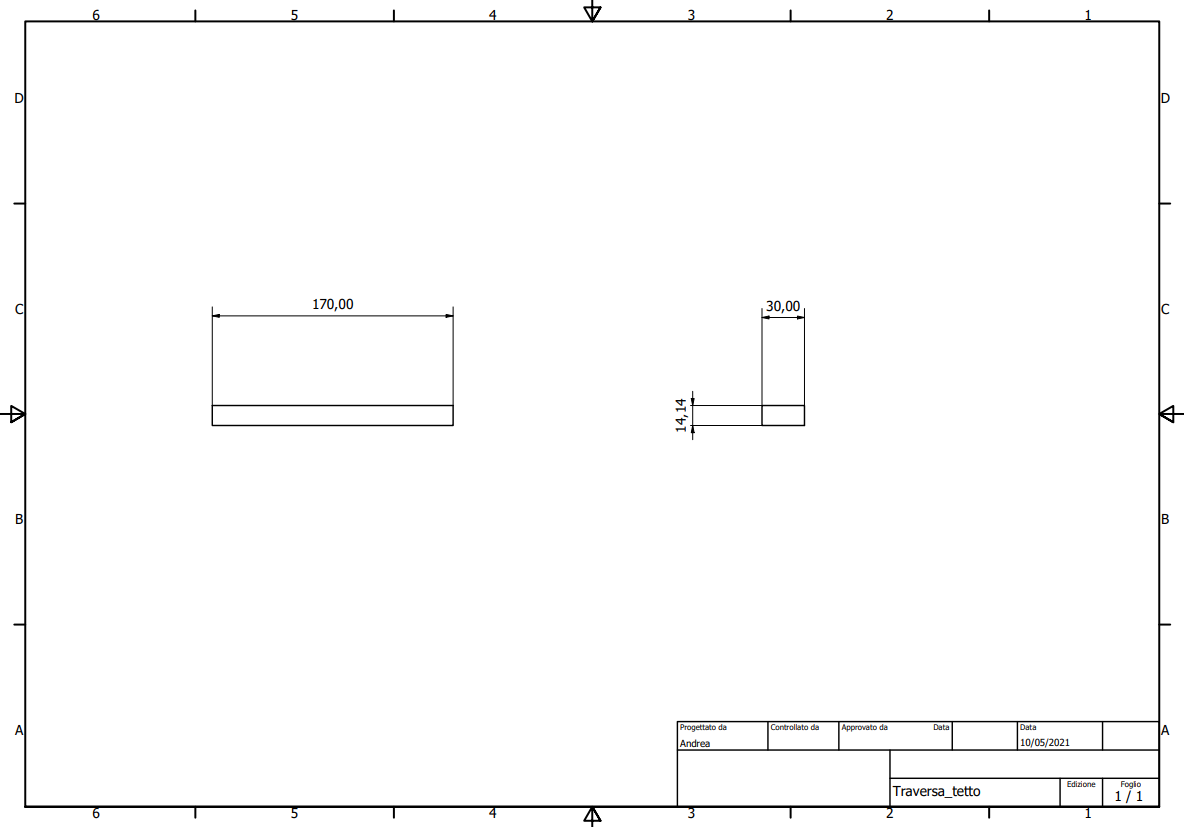 6 5 4 3 2 1
D D
170,00 30,00
C C
14,14
B B
A A
Progettato da Controllato da Approvato da Data Data
Andrea 10/05/2021
Edizione Foglio
Traversa_tetto 1 / 1
6 5 4 3 2 1